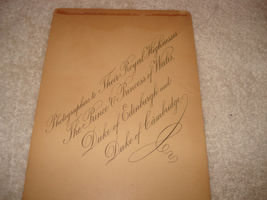 Photographers to Their Royal Highnesses
The Prince & Princess of Wales,
Duke of Edinburgh and
Duke of Cambridge